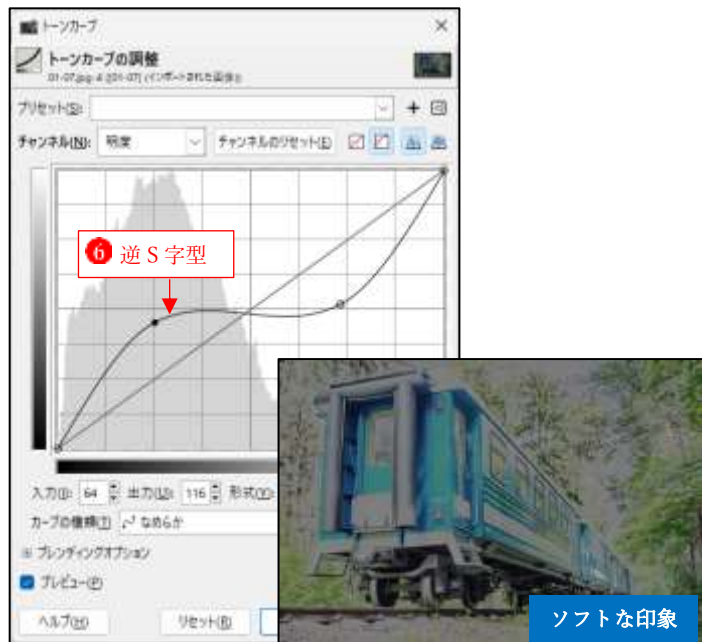 トーンカーブ
トーンカーブの調整
プリセット(S):
チャンネル(N): 明度 チャンネルのリセット(E)
❻ 逆S字型
入力(I): 64 出力(U): 116 形式(Y):
カーブの種類(T) なめらか
ブレンディングオプション
プレビュー(P)
ヘルプ(H) リセット(R)
ソフトな印象